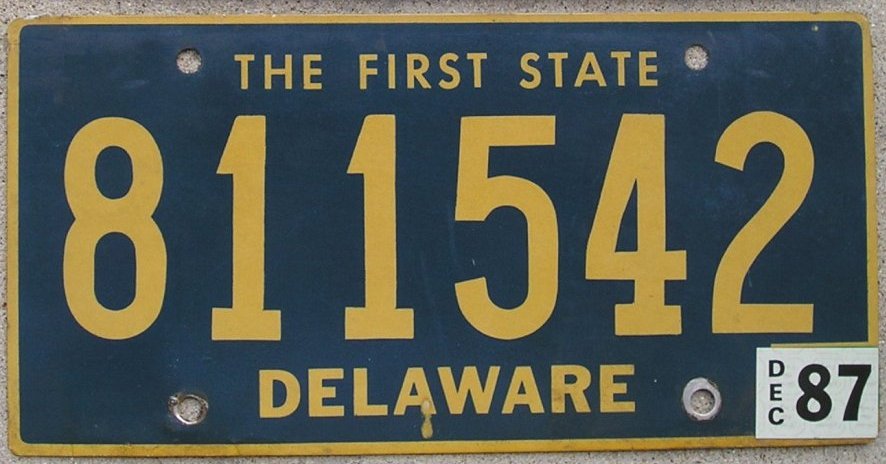 THE FIRST STATE
811542
DELAWARE
DEC 87